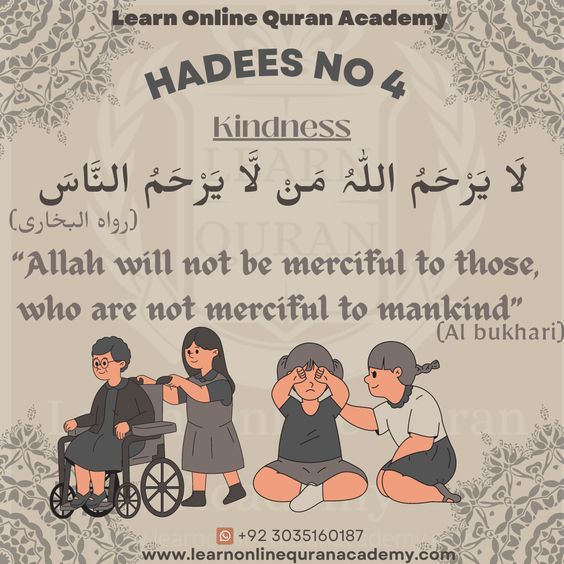 Learn Online Quran Academy
HADEES NO 4
Kindness
لَا يَرْحَمُ اللّٰہُ مَنْ لَّا يَرْحَمُ النَّاسَ
(رواہ البخاری)
“Allah will not be merciful to those,
who are not merciful to mankind”
(Al bukhari)
+92 3035160187
www.learnonlinequranacademy.com